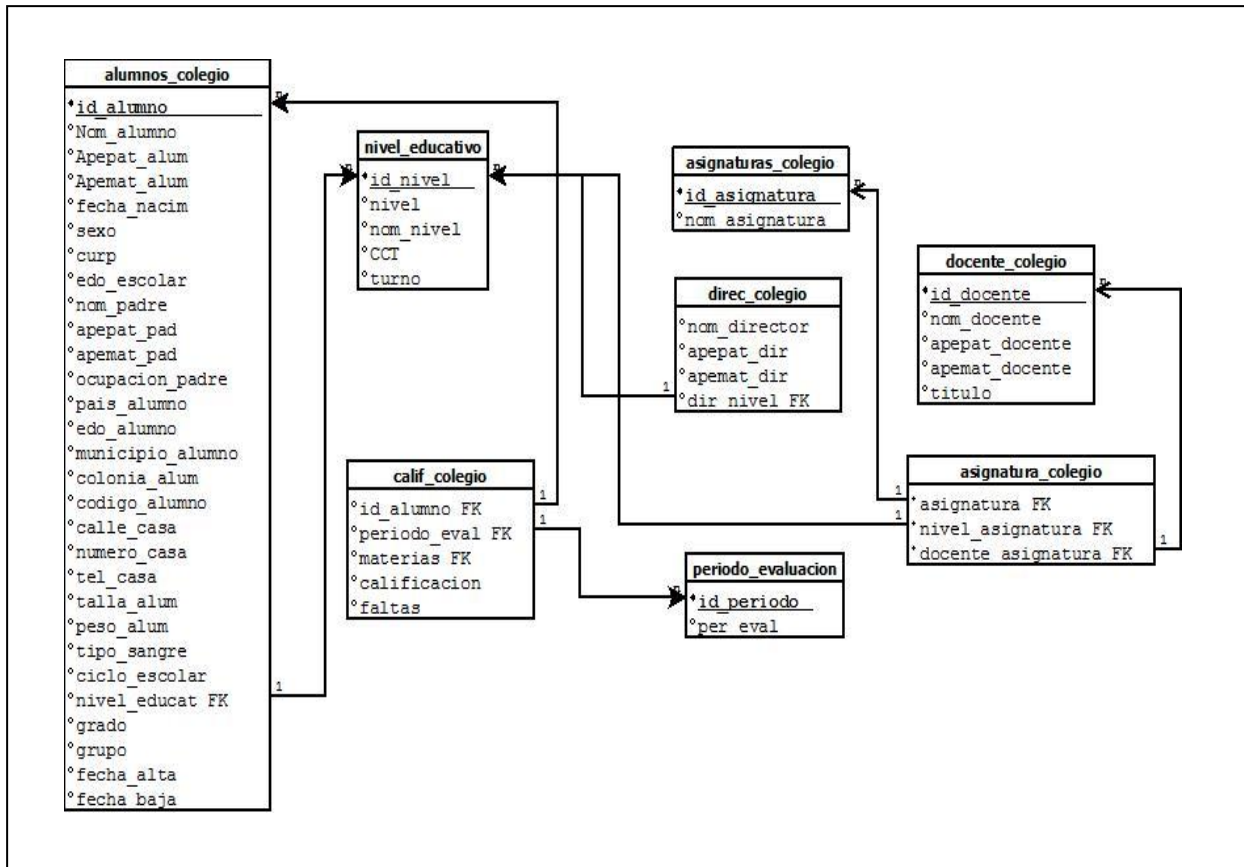 alumnos_colegio
id_alumno
Nom_alumno
Apepat_alum
Apemat_alum
fecha_nacim
sexo
curp
edo_escolar
nom_padre
apepat_pad
apemat_pad
ocupacion_padre
pais_alumno
edo_alumno
municipio_alumno
colonia_alum
codigo_alumno
calle_casa
numero_casa
tel_casa
talla_alum
peso_alum
tipo_sangre
ciclo_escolar
nivel_educat FK
grado
grupo
fecha_alta
fecha_baja
n
1
nivel_educativo
id_nivel
nivel
nom_nivel
CCT
turno
n
n
calif_colegio
id_alumno FK
periodo_eval FK
materias FK
calificacion
faltas
1
1
asignaturas_colegio
id_asignatura
nom_asignatura
n
direc_colegio
nom_director
apepat_dir
apemat_dir
dir_nivel FK
1
periodo_evaluacion
id_periodo
per_eval
n
docente_colegio
id_docente
nom_docente
apepat_docente
apemat_docente
titulo
n
asignatura_colegio
asignatura FK
nivel_asignatura FK
docente_asignatura FK
1
1
1